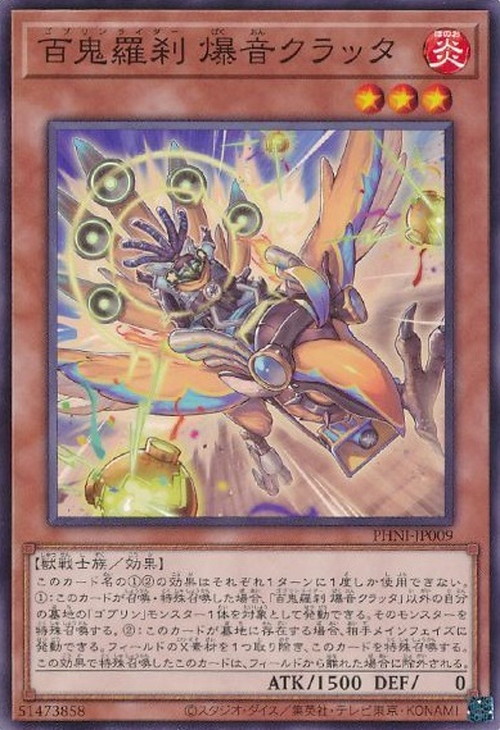 ゴブリンライダー ばくおん
百鬼羅刹 爆音クラッタ
ほのお
炎
PHNI-JP009
【獣戦士族/効果】
このカード名の①②の効果はそれぞれ1ターンに1度しか使用できない。
①:このカードが召喚・特殊召喚した場合、「百鬼羅刹 爆音クラッタ」以外の自分
の墓地の「ゴブリン」モンスター1体を対象として発動できる。そのモンスターを
特殊召喚する。②:このカードが墓地に存在する場合、相手メインフェイズに
発動できる。フィールドのX素材を1つ取り除き、このカードを特殊召喚する。
この効果で特殊召喚したこのカードは、フィールドから離れた場合に除外される。
ATK/1500 DEF/ 0
51473858 ©スタジオ・ダイス/集英社・テレビ東京・KONAMI